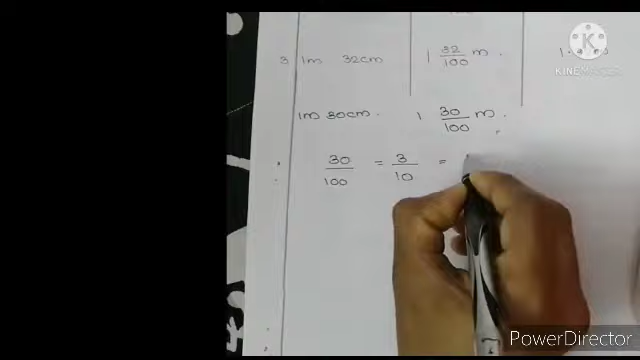 3 1m 32cm 1 32/100 m.
1m 30cm. 1 30/100 m.
30/100 = 3/10 =
KINEMASTER
PowerDirector